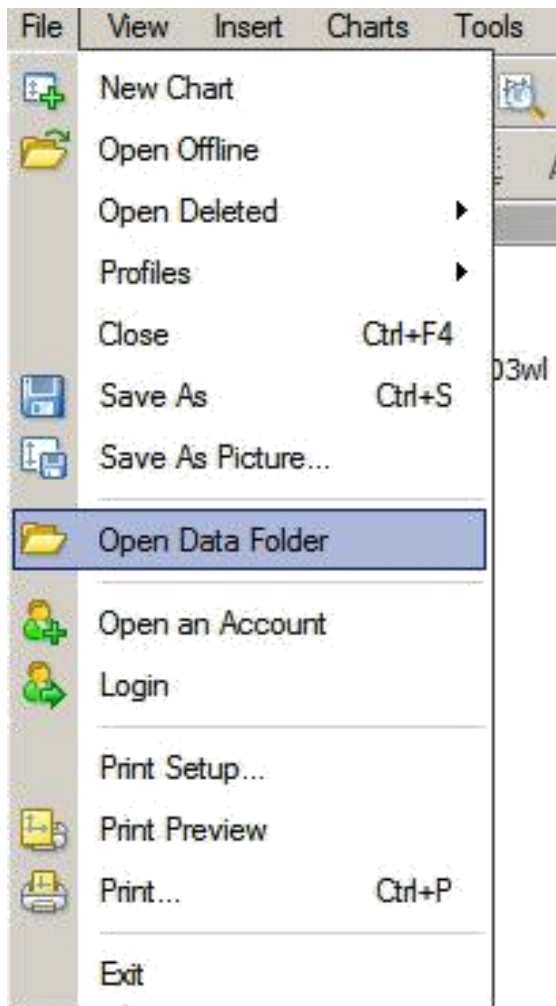 File View Insert Charts Tools
New Chart
Open Offline
Open Deleted
Profiles
Close Ctrl+F4
Save As Ctrl+S
Save As Picture...
Open Data Folder
Open an Account
Login
Print Setup...
Print Preview
Print... Ctrl+P
Exit